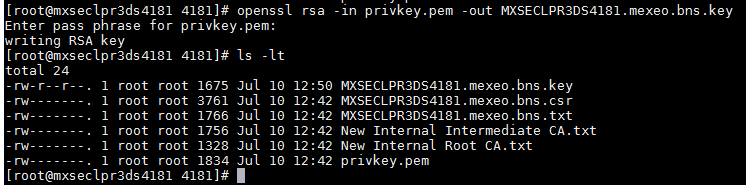 [root@mxseclpr3ds4181 4181]# openssl rsa -in privkey.pem -out MXSECLPR3DS4181.mexeo.bns.key
Enter pass phrase for privkey.pem:
writing RSA key
[root@mxseclpr3ds4181 4181]# ls -lt
total 24
-rw-r--r--. 1 root root 1675 Jul 10 12:50 MXSECLPR3DS4181.mexeo.bns.key
-rw-------. 1 root root 3761 Jul 10 12:42 MXSECLPR3DS4181.mexeo.bns.csr
-rw-------. 1 root root 1766 Jul 10 12:42 MXSECLPR3DS4181.mexeo.bns.txt
-rw-------. 1 root root 1756 Jul 10 12:42 New Internal Intermediate CA.txt
-rw-------. 1 root root 1328 Jul 10 12:42 New Internal Root CA.txt
-rw-------. 1 root root 1834 Jul 10 12:42 privkey.pem
[root@mxseclpr3ds4181 4181]#